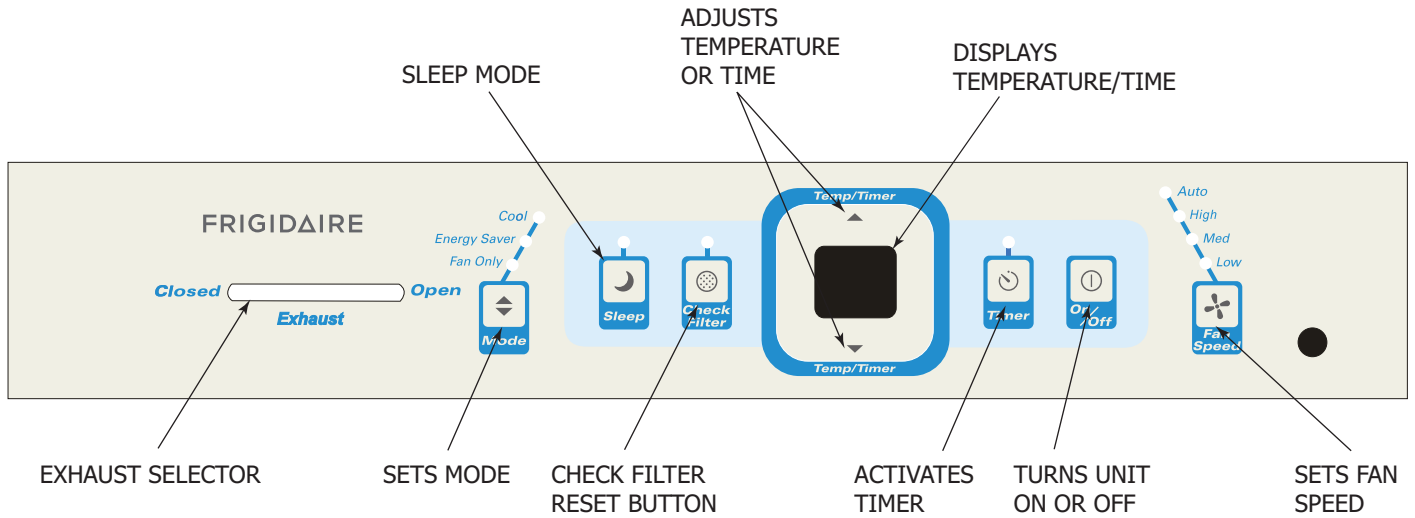 ADJUSTS
TEMPERATURE
OR TIME
SLEEP MODE
DISPLAYS
TEMPERATURE/TIME
FRIGIDAIRE
Closed
Open
Exhaust
Cool
Energy Saver
Fan Only
Mode
Sleep
Check
Filter
Temp/Timer
Temp/Timer
Timer
On/
/Off
Auto
High
Med
Low
Fan
Speed
EXHAUST SELECTOR
SETS MODE
CHECK FILTER
RESET BUTTON
ACTIVATES
TIMER
TURNS UNIT
ON OR OFF
SETS FAN
SPEED